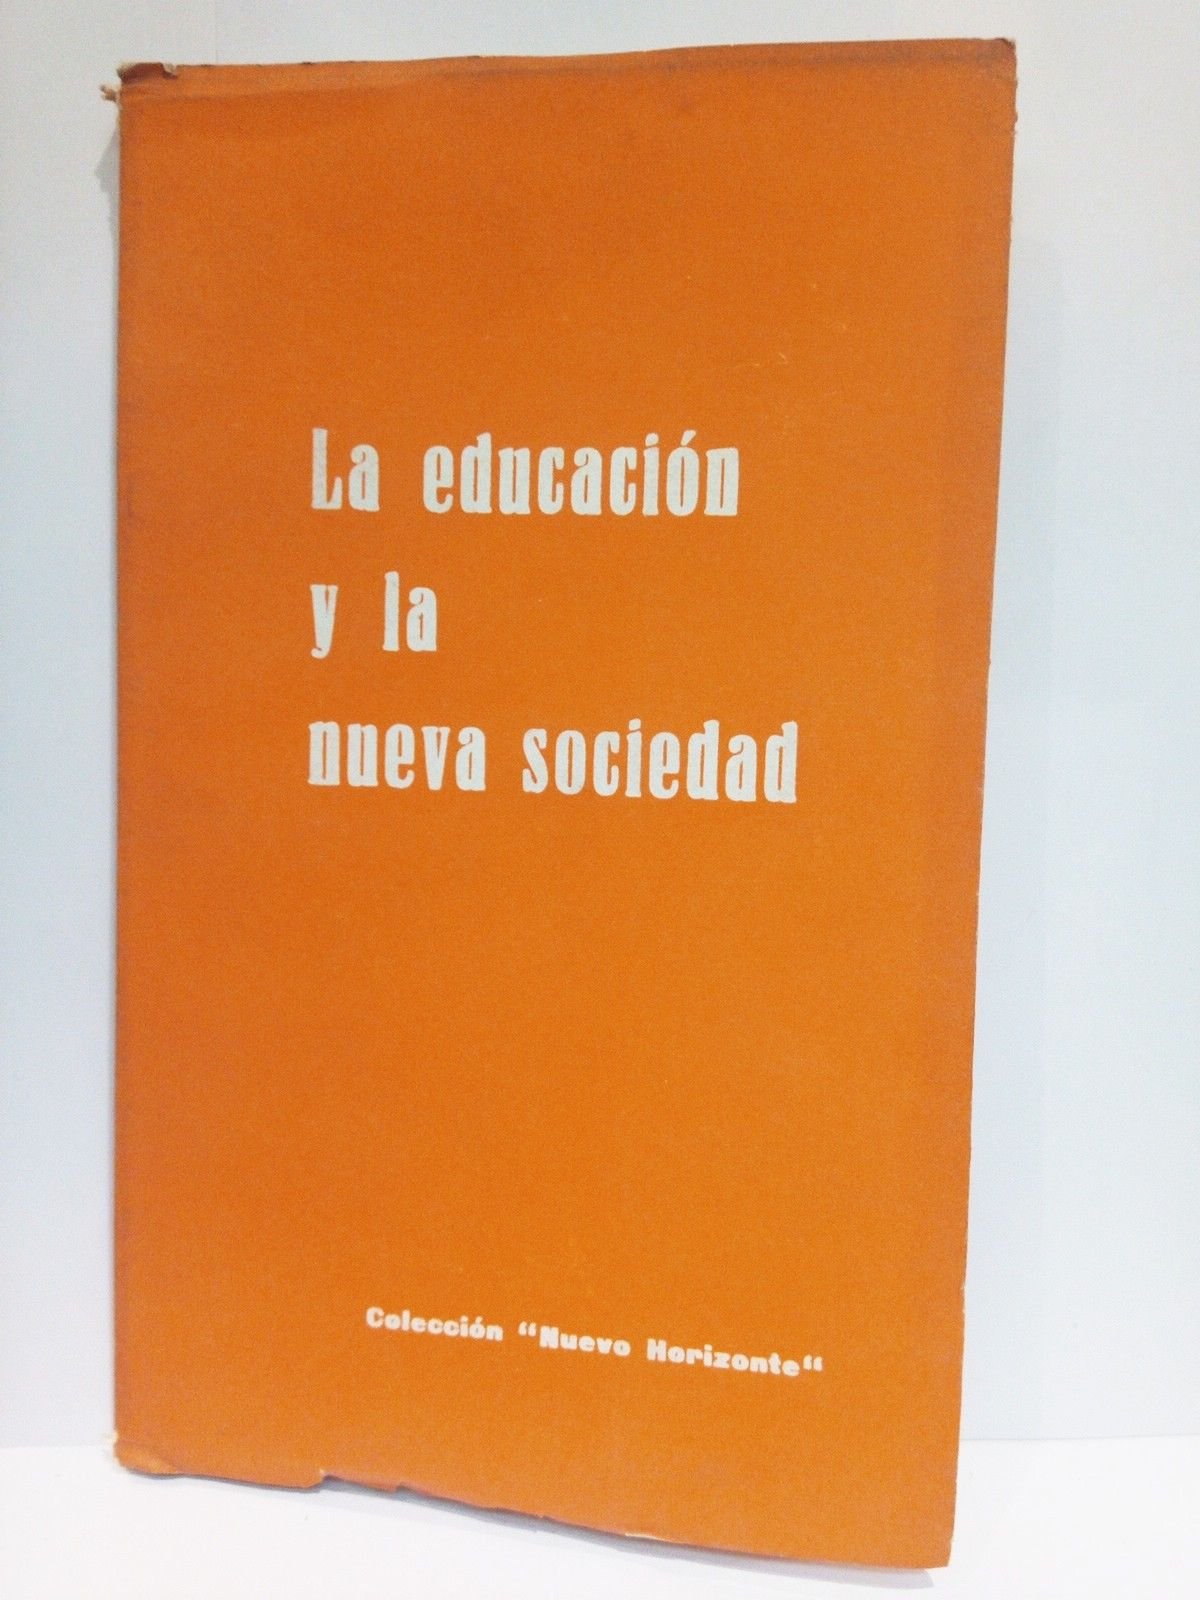 La educación
y la
nueva sociedad
Colección “Nuevo Horizonte“